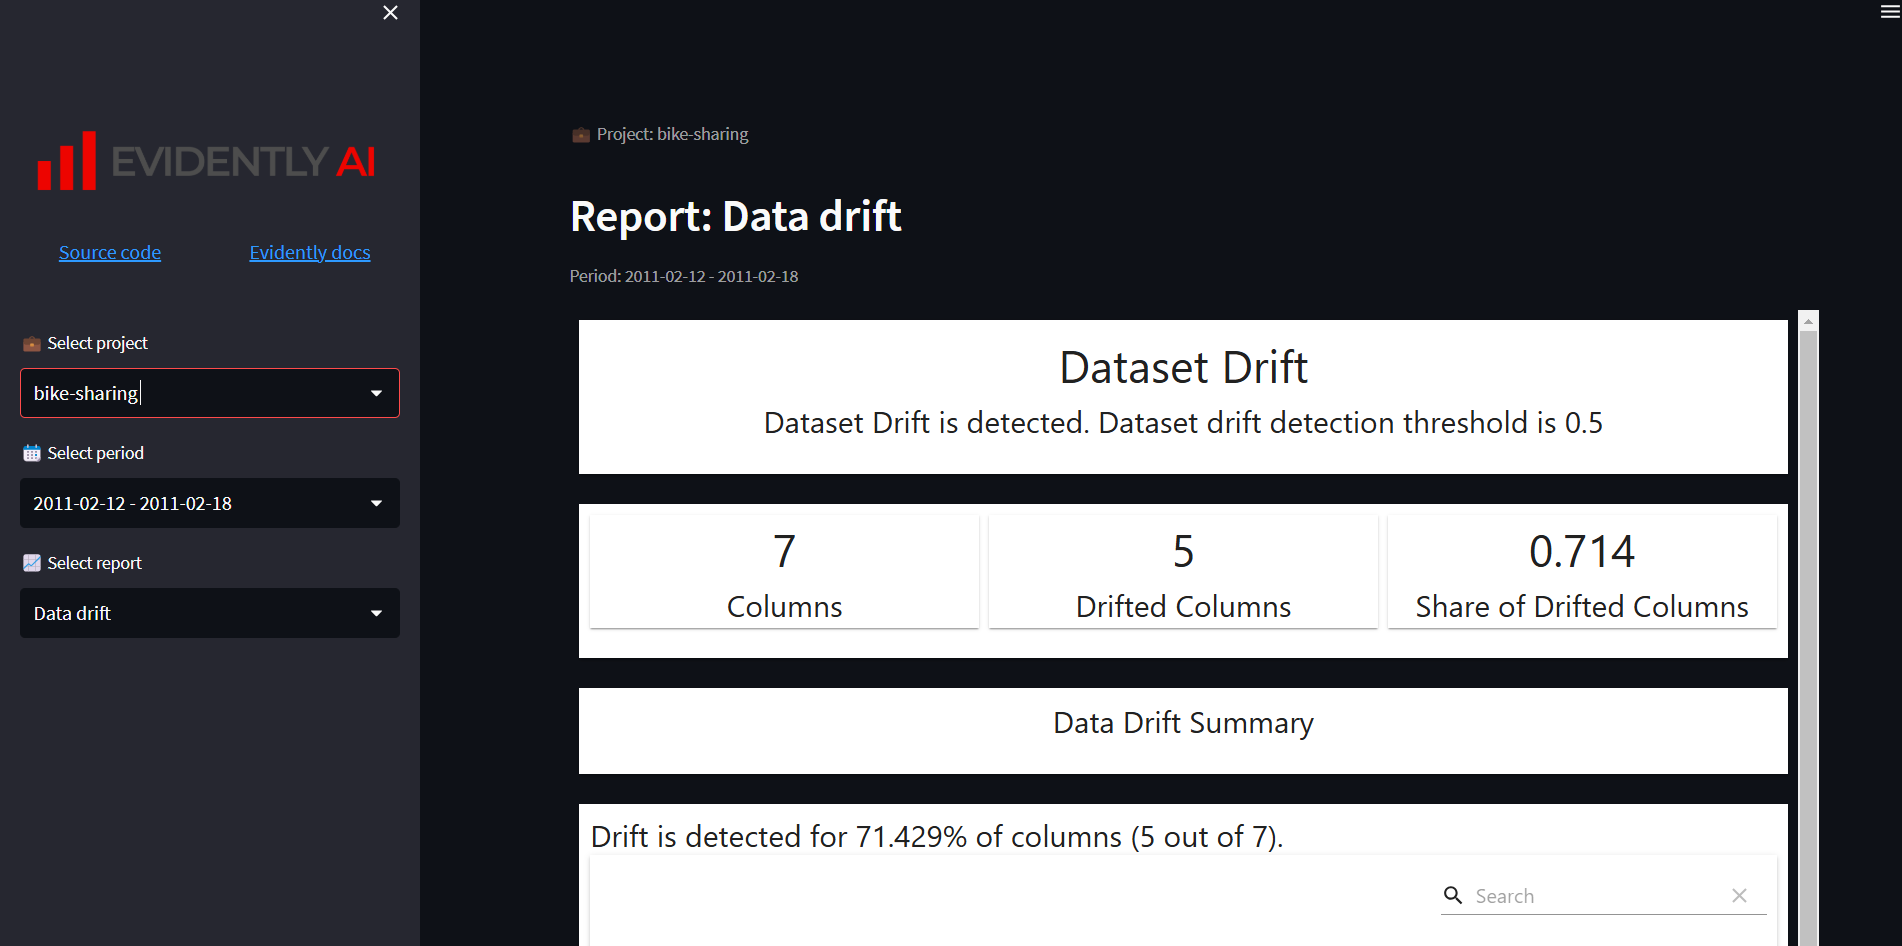 EVIDENTLY AI
Source code
Evidently docs
Select project
bike-sharing
Select period
2011-02-12 - 2011-02-18
Select report
Data drift
Project: bike-sharing
Report: Data drift
Period: 2011-02-12 - 2011-02-18
Dataset Drift
Dataset Drift is detected. Dataset drift detection threshold is 0.5
7
Columns
5
Drifted Columns
0.714
Share of Drifted Columns
Data Drift Summary
Drift is detected for 71.429% of columns (5 out of 7).
Search